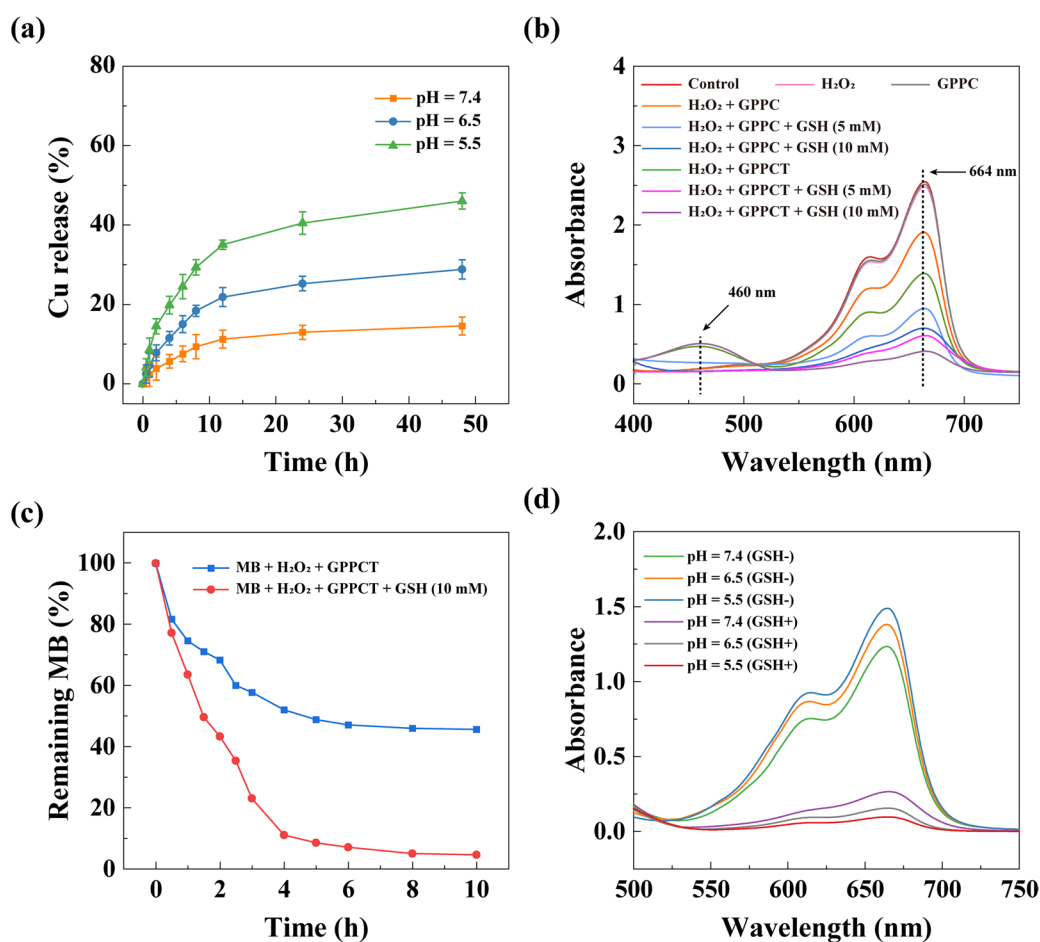 (a)
80
60
40
20
0
Cu release (%)
pH = 7.4
pH = 6.5
pH = 5.5
0 10 20 30 40 50
Time (h)
(b)
4
3
2
1
0
Absorbance
Control H₂O₂ GPPC
H₂O₂ + GPPC
H₂O₂ + GPPC + GSH (5 mM)
H₂O₂ + GPPC + GSH (10 mM)
H₂O₂ + GPPCT
H₂O₂ + GPPCT + GSH (5 mM)
H₂O₂ + GPPCT + GSH (10 mM)
664 nm
460 nm
400 500 600 700
Wavelength (nm)
(c)
100
80
60
40
20
0
Remaining MB (%)
MB + H₂O₂ + GPPCT
MB + H₂O₂ + GPPCT + GSH (10 mM)
0 2 4 6 8 10
Time (h)
(d)
2.0
1.5
1.0
0.5
0.0
Absorbance
pH = 7.4 (GSH-)
pH = 6.5 (GSH-)
pH = 5.5 (GSH-)
pH = 7.4 (GSH+)
pH = 6.5 (GSH+)
pH = 5.5 (GSH+)
500 550 600 650 700 750
Wavelength (nm)